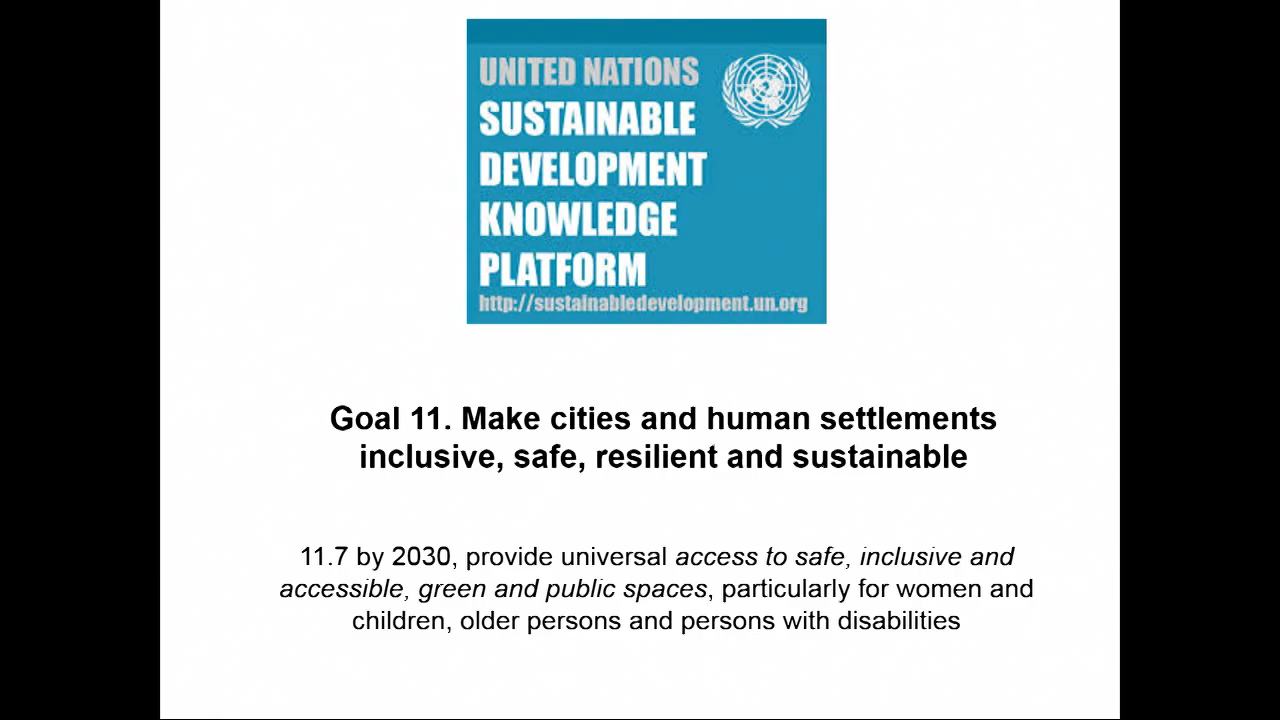 UNITED NATIONS
SUSTAINABLE
DEVELOPMENT
KNOWLEDGE
PLATFORM
http://sustainabledevelopment.un.org
Goal 11. Make cities and human settlements
inclusive, safe, resilient and sustainable
11.7 by 2030, provide universal access to safe, inclusive and
accessible, green and public spaces, particularly for women and
children, older persons and persons with disabilities